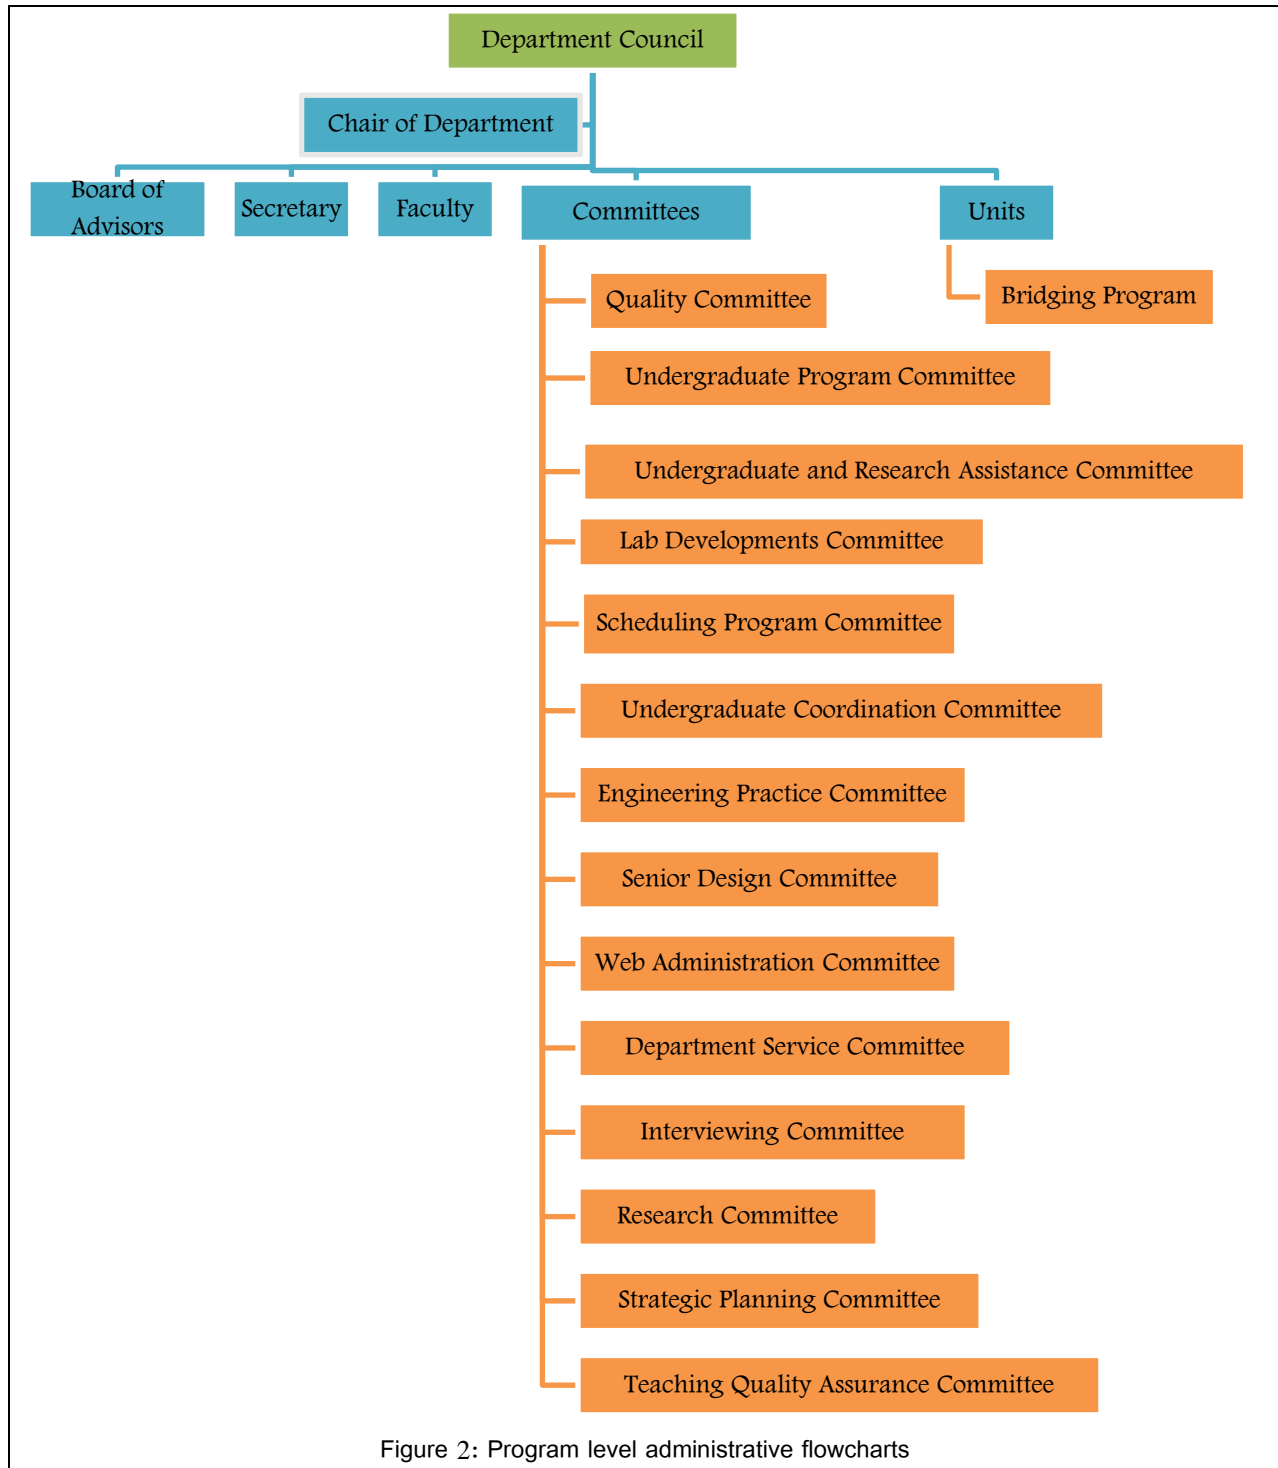 Department Council
Chair of Department
Board of
Advisors
Secretary
Faculty
Committees
Units
Quality Committee
Bridging Program
Undergraduate Program Committee
Undergraduate and Research Assistance Committee
Lab Developments Committee
Scheduling Program Committee
Undergraduate Coordination Committee
Engineering Practice Committee
Senior Design Committee
Web Administration Committee
Department Service Committee
Interviewing Committee
Research Committee
Strategic Planning Committee
Teaching Quality Assurance Committee
Figure 2: Program level administrative flowcharts